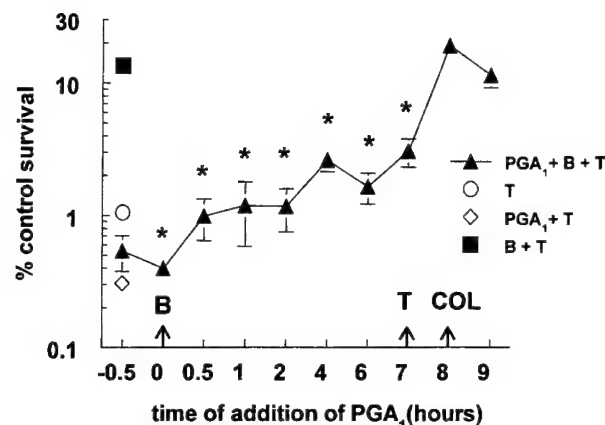 30
10
1
0.1
% control survival
* * * * * * *
B
T COL
-0.5 0 0.5 1 2 4 6 7 8 9
time of addition of PGA₁(hours)
PGA₁ + B + T
T
PGA₁ + T
B + T